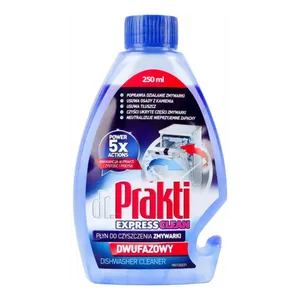 250 ml
POPRAWIA DZIAŁANIE ZMYWARKI
USUWA OSADY Z KAMIENIA
USUWA TŁUSZCZ
CZYŚCI UKRYTE CZĘŚCI ZMYWARKI
NEUTRALIZUJE NIEPRZYJEMNE ZAPACHY
POWER
5X
ACTIONS
dr. Prakti
EXPRESS CLEAN
PŁYN DO CZYSZCZENIA ZMYWARKI
DWUFAZOWY
DISHWASHER CLEANER